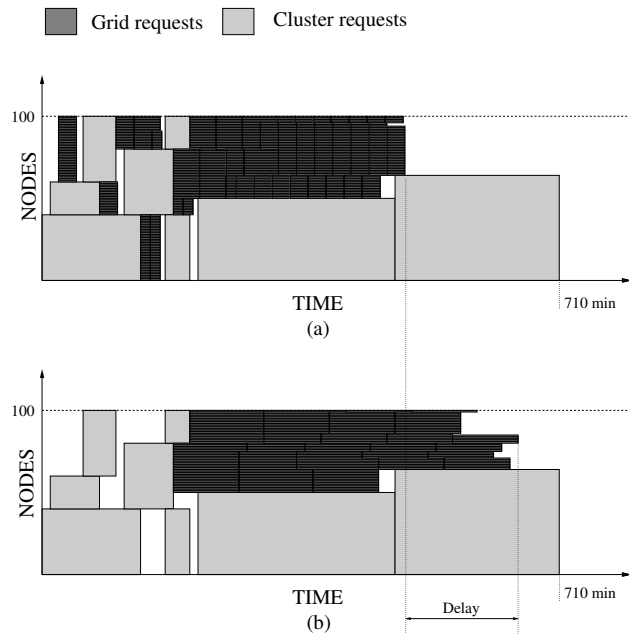 Grid requests
Cluster requests
100
NODES
TIME
710 min
(a)
100
NODES
TIME
710 min
(b)
Delay